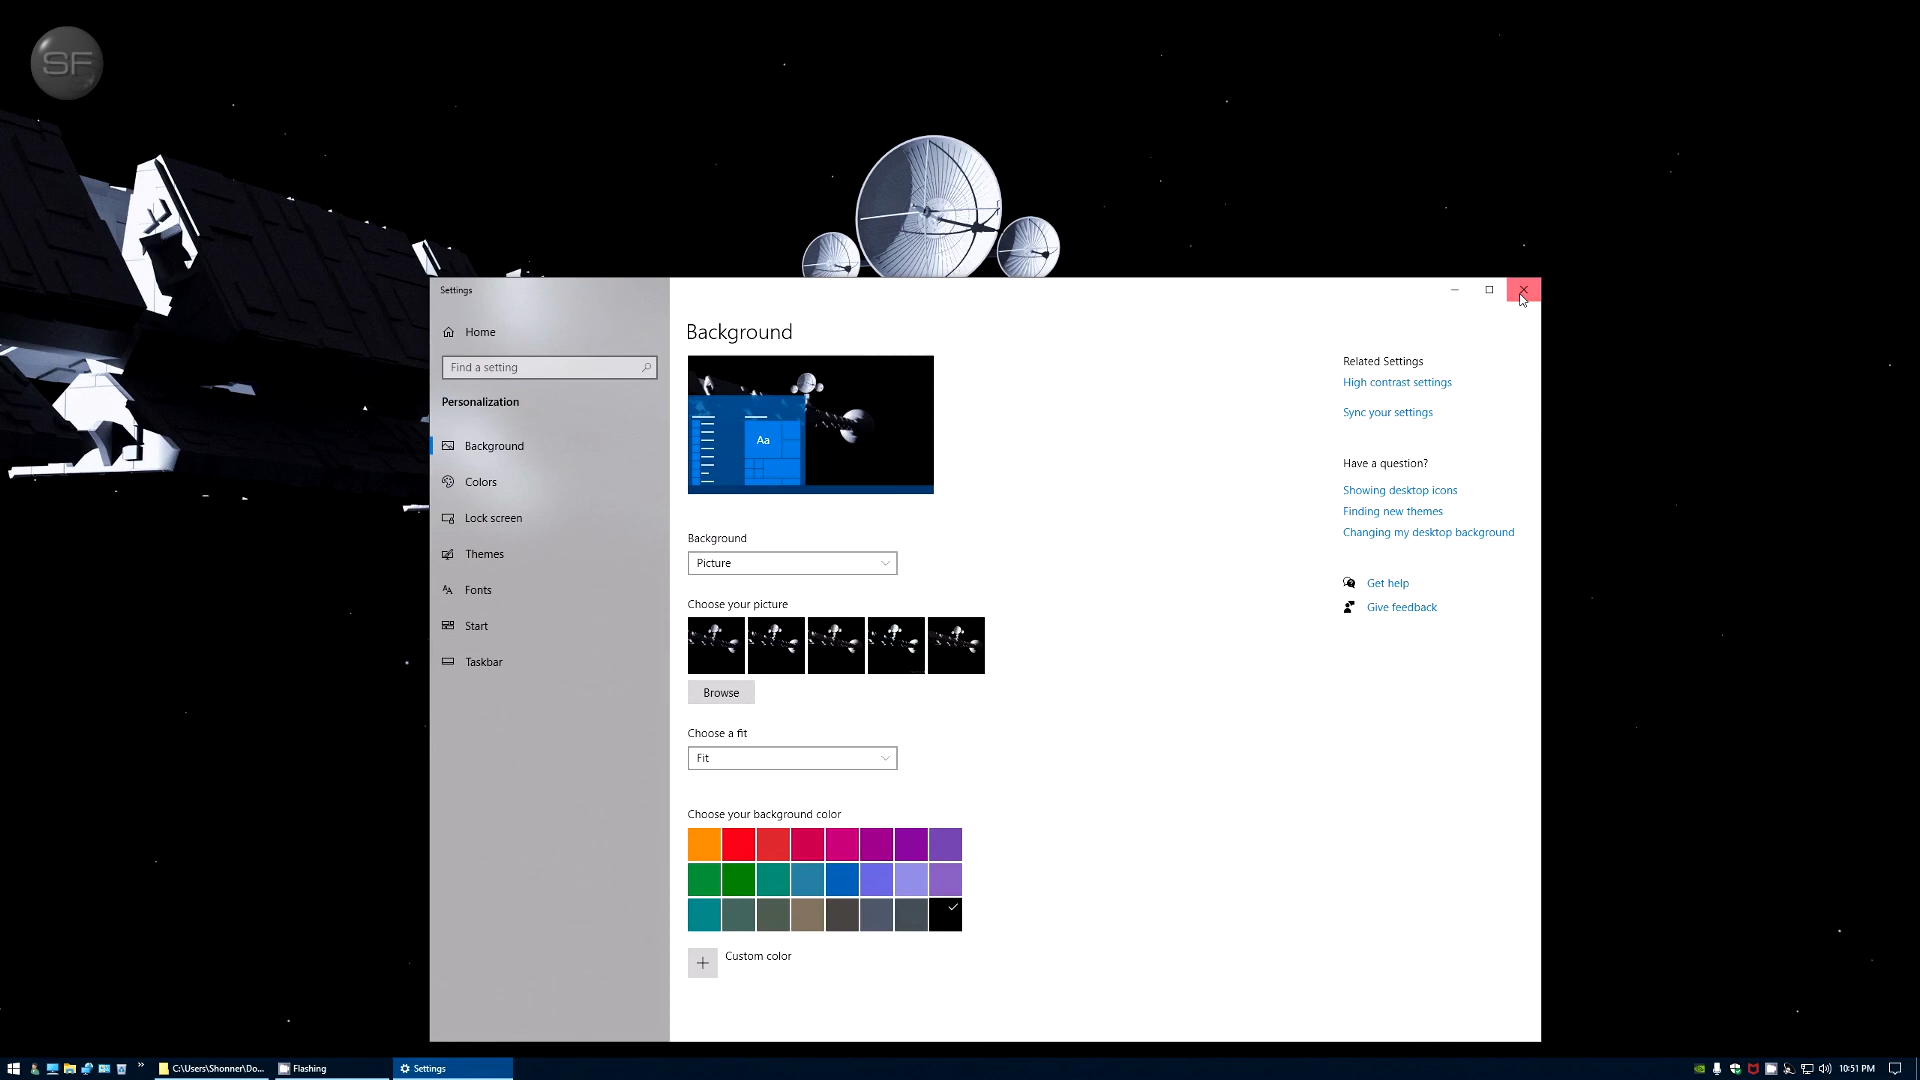 SF
Settings
Home
Find a setting
Personalization
Background
Colors
Lock screen
Themes
Fonts
Start
Taskbar
Background
Aa
Background
Picture
Choose your picture
Browse
Choose a fit
Fit
Choose your background color
Custom color
Related Settings
High contrast settings
Sync your settings
Have a question?
Showing desktop icons
Finding new themes
Changing my desktop background
Get help
Give feedback
C:\Users\Shonner\Do...
Flashing
Settings
10:51 PM